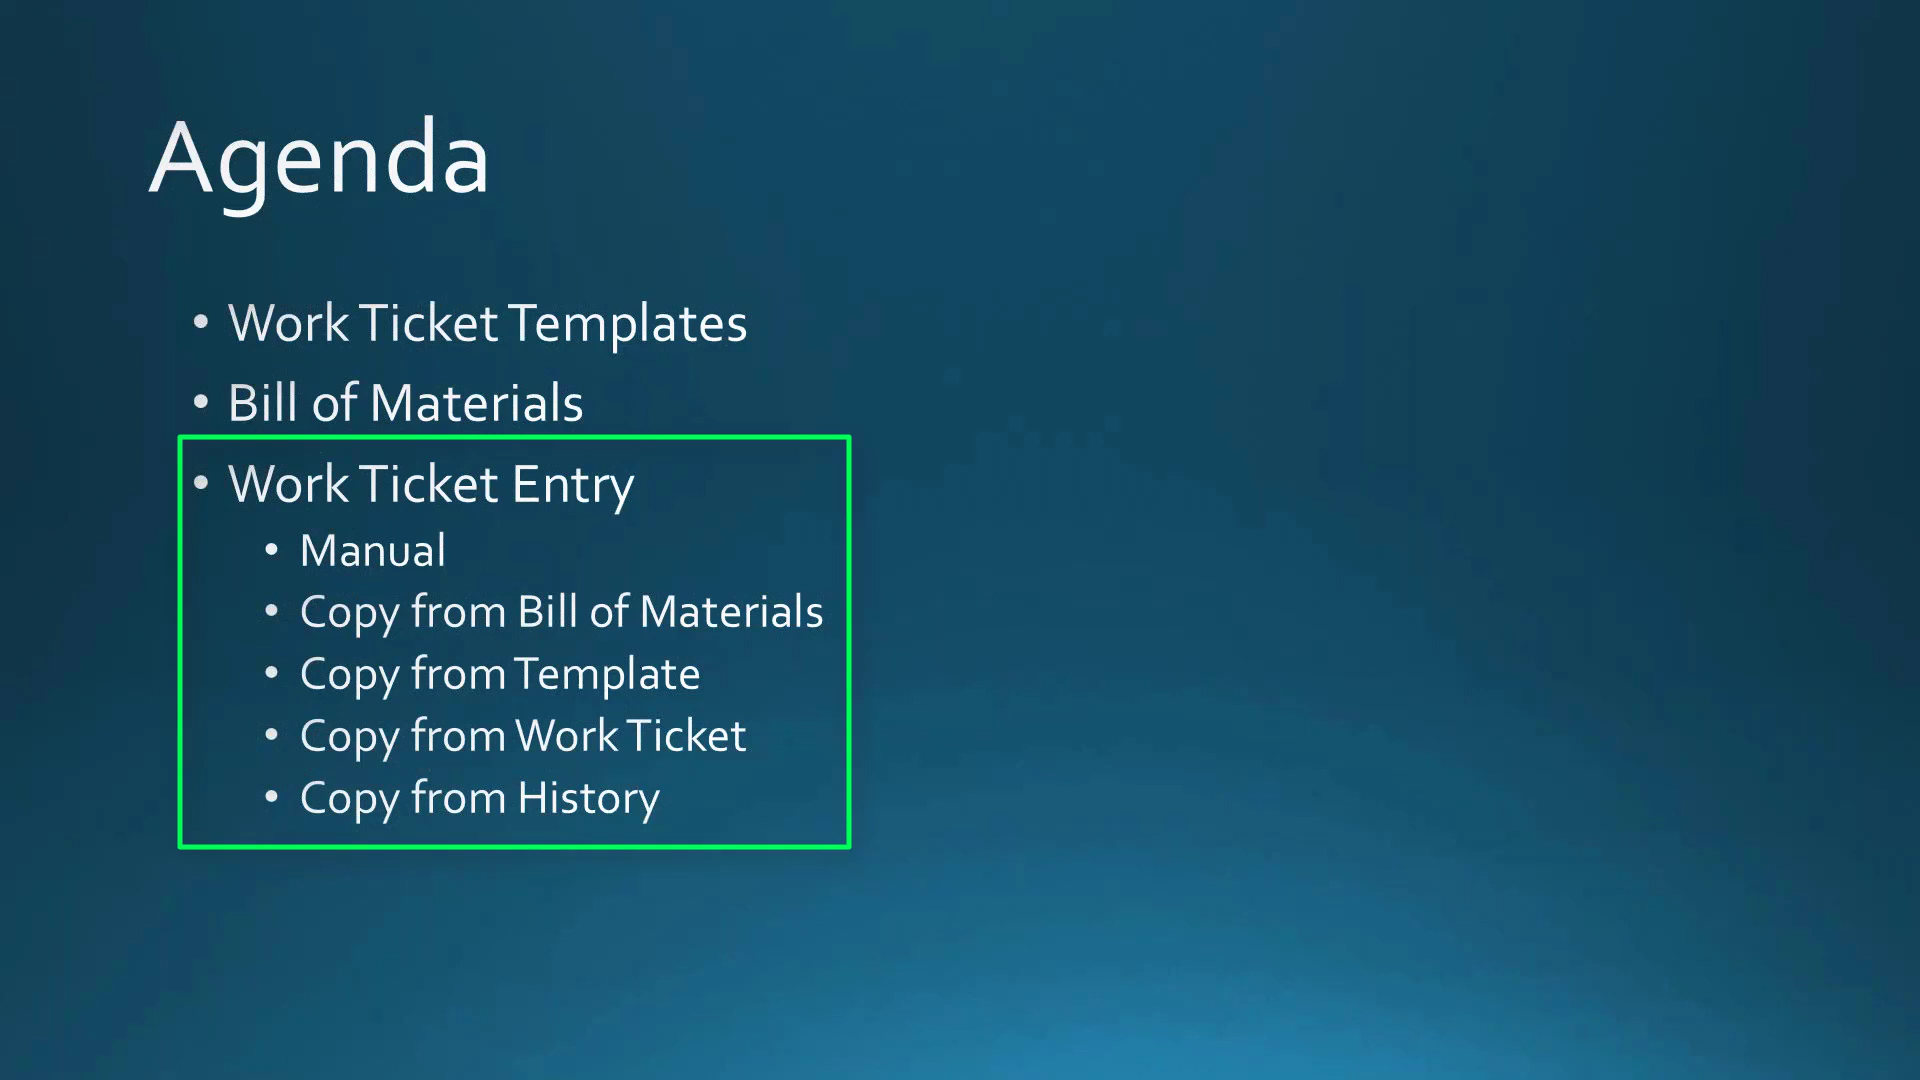 Agenda
• Work Ticket Templates
• Bill of Materials
• Work Ticket Entry
• Manual
• Copy from Bill of Materials
• Copy from Template
• Copy from Work Ticket
• Copy from History